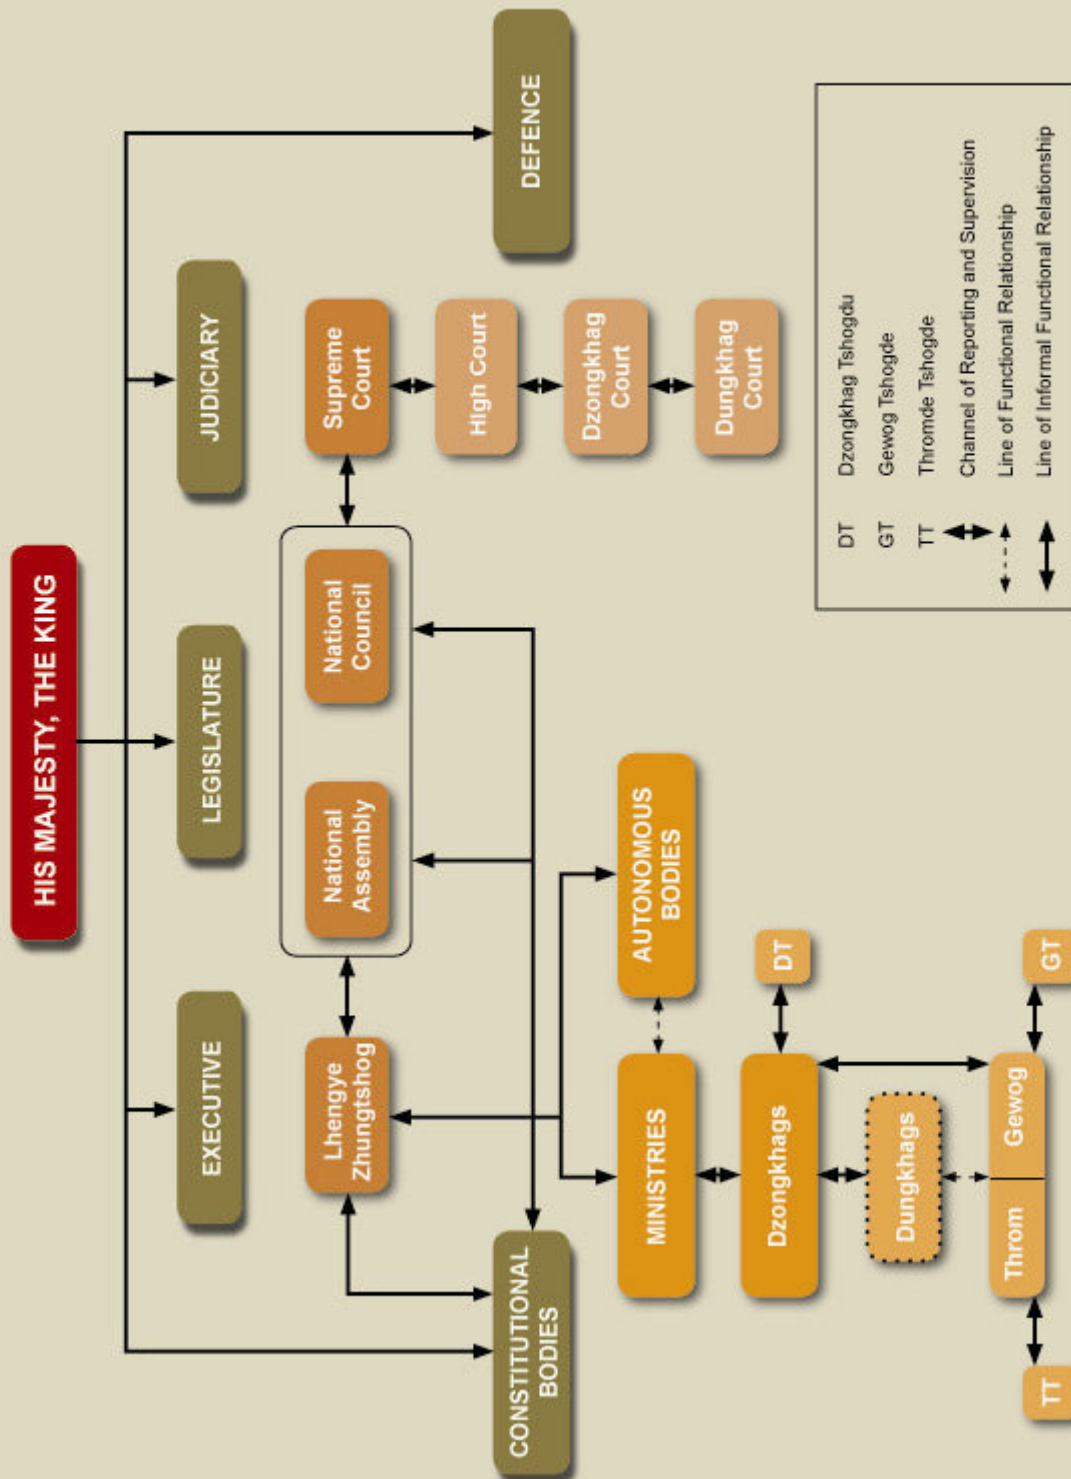 HIS MAJESTY, THE KING
EXECUTIVE
LEGISLATURE
JUDICIARY
Lhengye
Zhungtshog
National
Assembly
National
Council
Supreme
Court
High Court
Dzongkhag
Court
Dungkhag
Court
CONSTITUTIONAL
BODIES
DEFENCE
MINISTRIES
AUTONOMOUS
BODIES
Dzongkhags
DT
Dungkhags
TT
Throm
Gewog
GT
DT Dzongkhag Tshogdu
GT Gewog Tshogde
TT Thromde Tshogde
Channel of Reporting and Supervision
Line of Functional Relationship
Line of Informal Functional Relationship